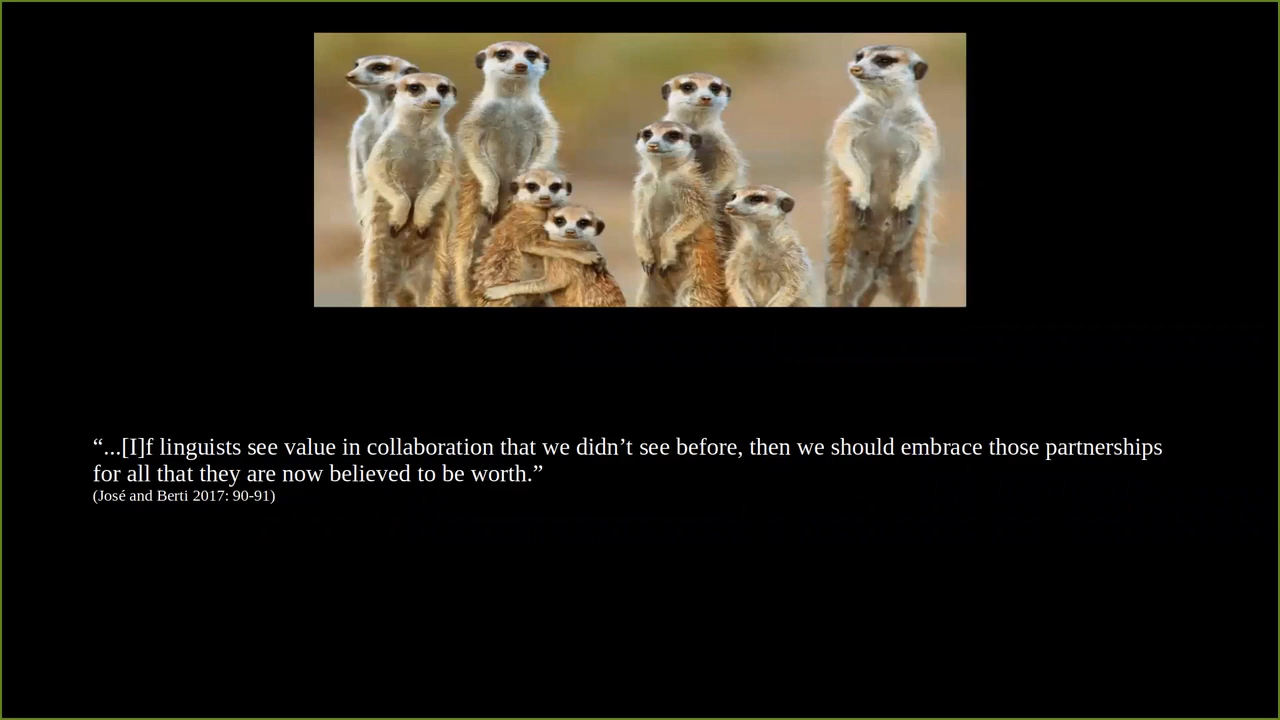 “...[I]f linguists see value in collaboration that we didn’t see before, then we should embrace those partnerships
for all that they are now believed to be worth.”
(José and Berti 2017: 90-91)